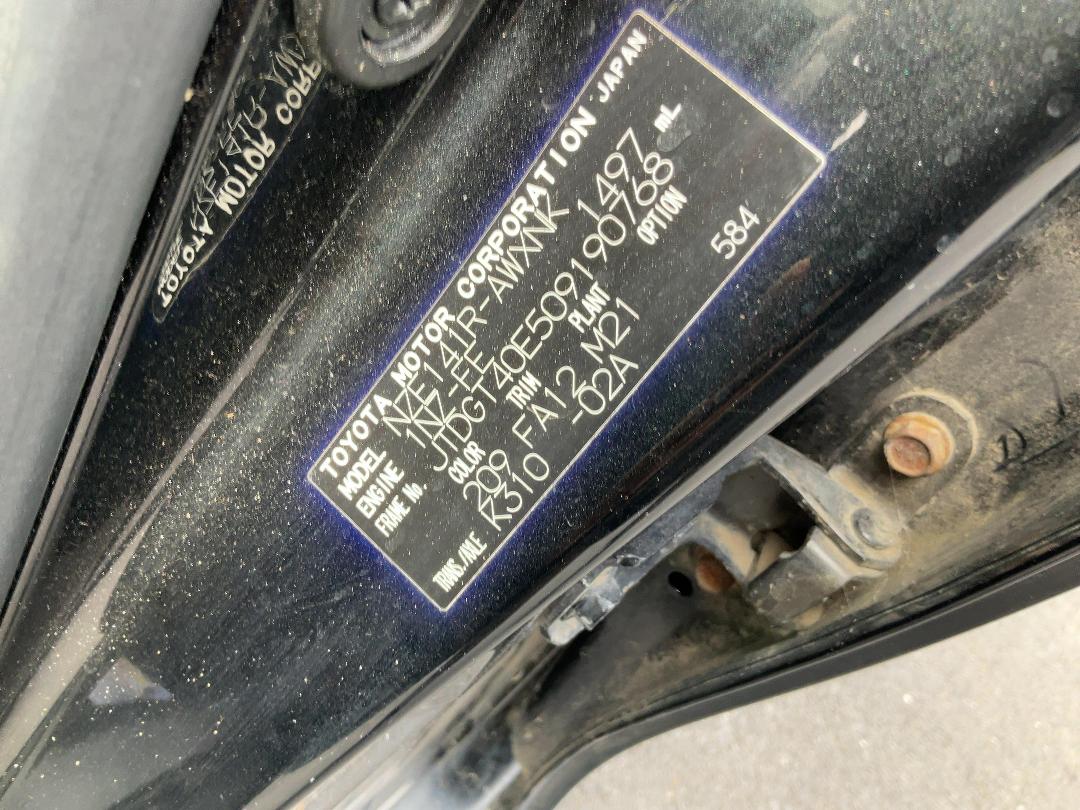 TOYOTA MOTOR CORPORATION JAPAN
MODEL NZE141R-AWXNK
ENGINE 1NZ-FE 1497 mL
FRAME No. JTDGT40E509190768
COLOR TRIM PLANT OPTION
209 FA12 M21 584
TRANS./AXLE K310 -02A